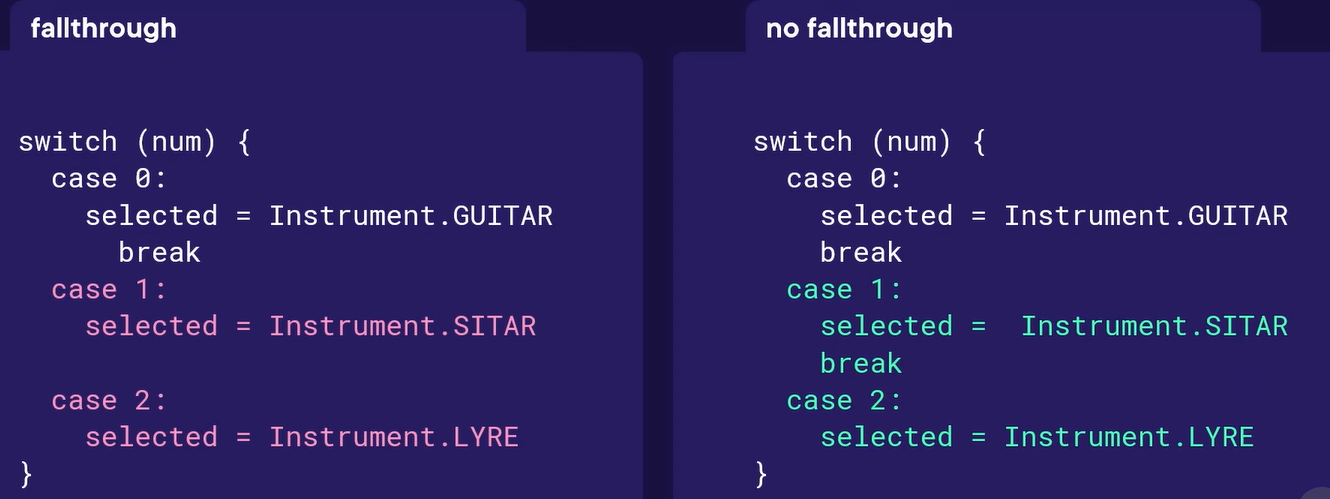 fallthrough
switch (num) {
  case 0:
    selected = Instrument.GUITAR
      break
  case 1:
    selected = Instrument.SITAR

  case 2:
    selected = Instrument.LYRE
}
no fallthrough
switch (num) {
  case 0:
    selected = Instrument.GUITAR
    break
  case 1:
    selected =  Instrument.SITAR
    break
  case 2:
    selected = Instrument.LYRE
}